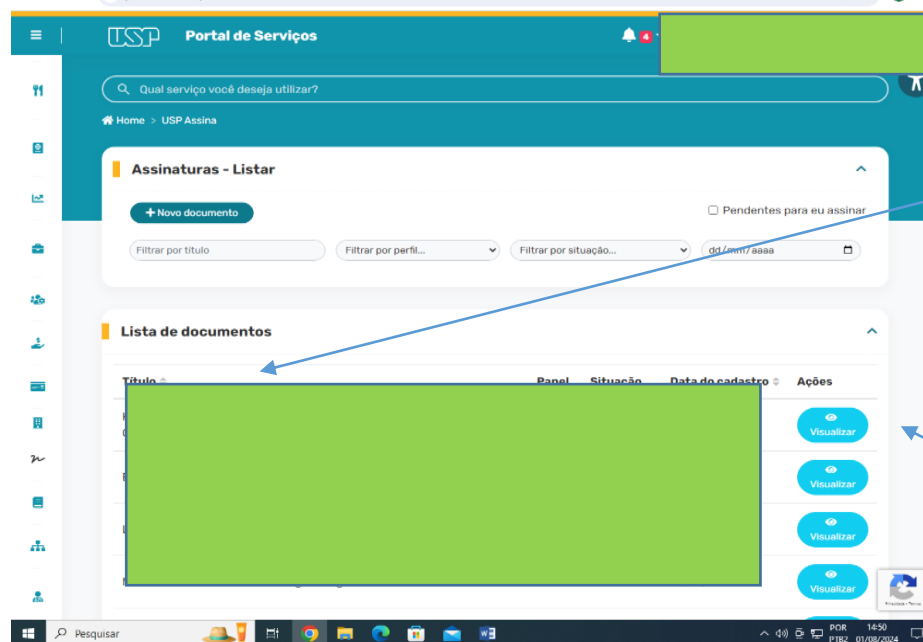 USP Portal de Serviços 4
Qual serviço você deseja utilizar?
Home > USP Assina
Assinaturas - Listar
+ Novo documento Pendentes para eu assinar
Filtrar por título Filtrar por perfil... Filtrar por situação... dd/mm/aaaa
Lista de documentos
Título Painel Situação Data do cadastro Ações
Visualizar
Visualizar
Visualizar
Visualizar
Pesquisar POR 14:50
PTB2 01/08/2024